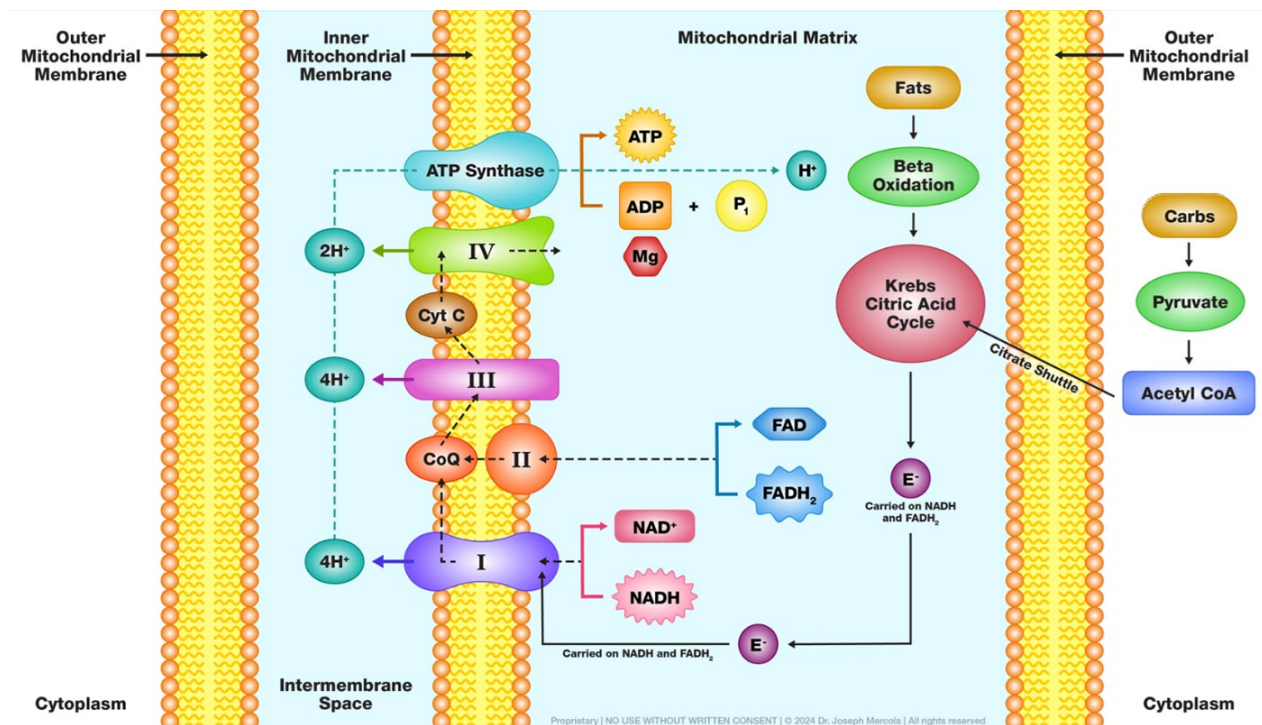 Outer
Mitochondrial
Membrane
Inner
Mitochondrial
Membrane
Mitochondrial Matrix
Outer
Mitochondrial
Membrane
Fats
ATP
ATP Synthase
H⁺
Beta
Oxidation
ADP
+
P₁
Carbs
2H⁺
IV
Mg
Krebs
Citric Acid
Cycle
Pyruvate
Cyt C
Citrate Shuttle
4H⁺
III
Acetyl CoA
FAD
CoQ
II
E⁻
FADH₂
Carried on NADH
and FADH₂
NAD⁺
4H⁺
I
NADH
E⁻
Carried on NADH and FADH₂
Intermembrane
Space
Cytoplasm
Cytoplasm
Proprietary | NO USE WITHOUT WRITTEN CONSENT | © 2024 Dr. Joseph Mercola | All rights reserved